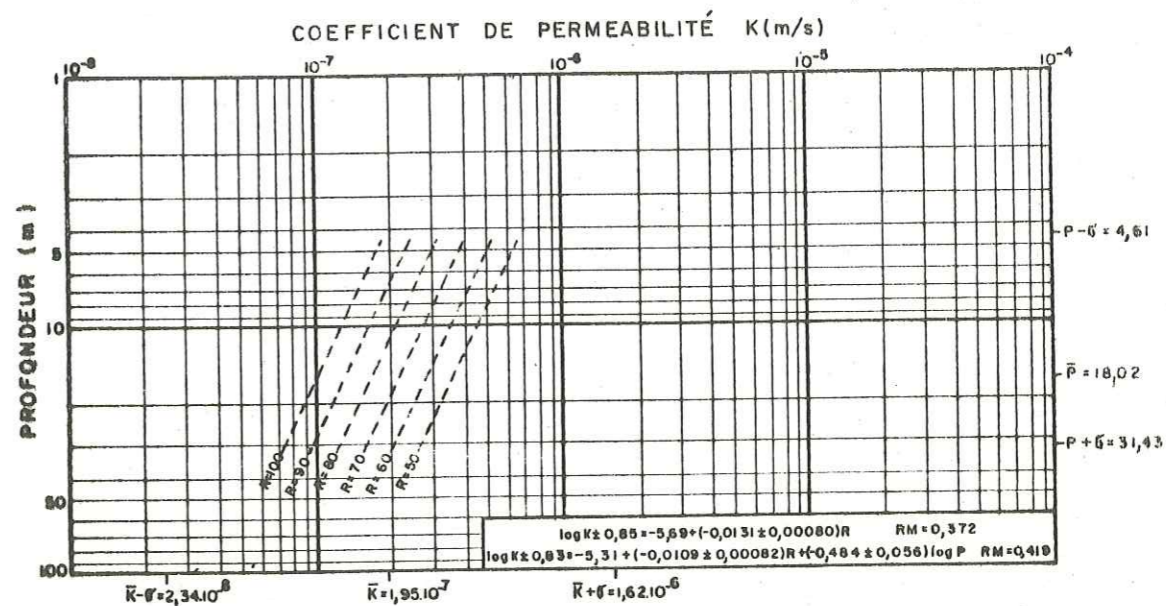 COEFFICIENT DE PERMEABILITÉ K(m/s)
10⁻⁸ 10⁻⁷ 10⁻⁶ 10⁻⁵ 10⁻⁴
PROFONDEUR (m)
1
5
10
50
100
P-σ=4,61
P̄=18,02
P+σ=31,43
R=100
R=90
R=80
R=70
R=60
R=50
logK±0,85=-5,69+(-0,0131±0,00080)R RM=0,372
logK±0,83=-5,31+(-0,0109±0,00082)R+(-0,484±0,056)logP RM=0,419
K̄-σ=2,34.10⁻⁸ K̄=1,95.10⁻⁷ K̄+σ=1,62.10⁻⁶